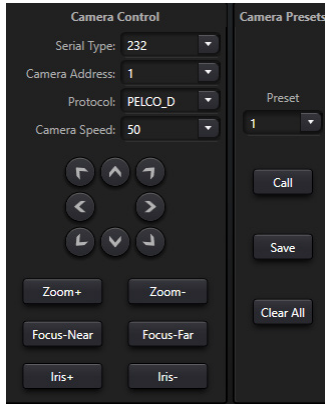 Camera Control
Serial Type: 232
Camera Address: 1
Protocol: PELCO_D
Camera Speed: 50
Zoom+ Zoom-
Focus-Near Focus-Far
Iris+ Iris-
Camera Presets
Preset
1
Call
Save
Clear All